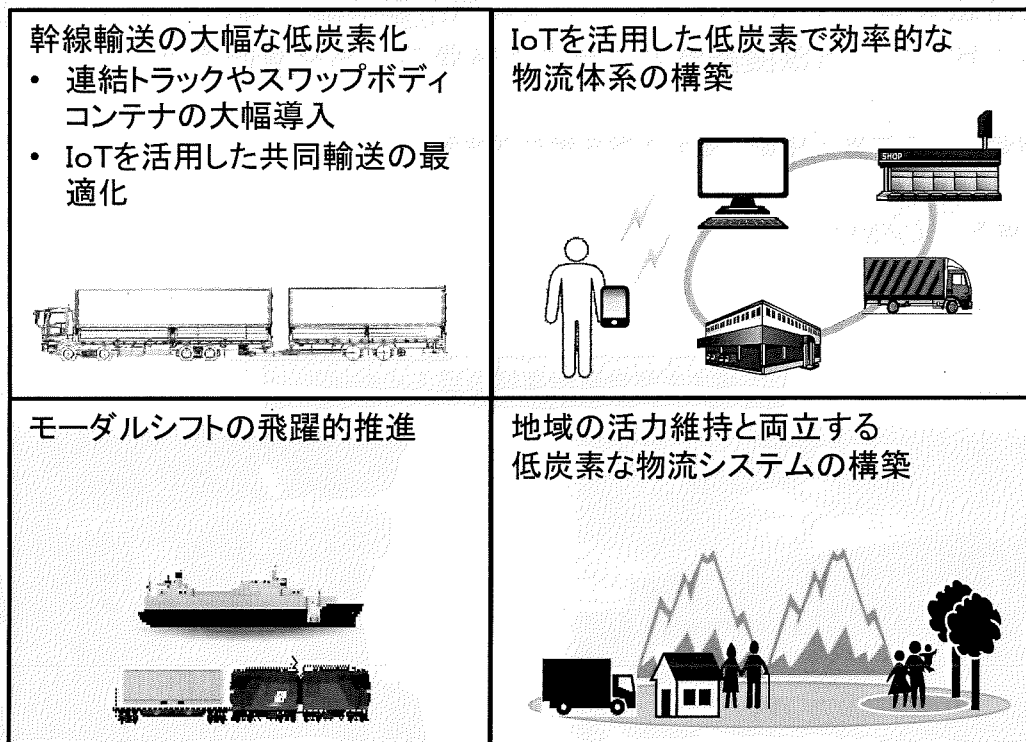 幹線輸送の大幅な低炭素化
• 連結トラックやスワップボディ
コンテナの大幅導入
• IoTを活用した共同輸送の最
適化
IoTを活用した低炭素で効率的な
物流体系の構築
SHOP
モーダルシフトの飛躍的推進
地域の活力維持と両立する
低炭素な物流システムの構築